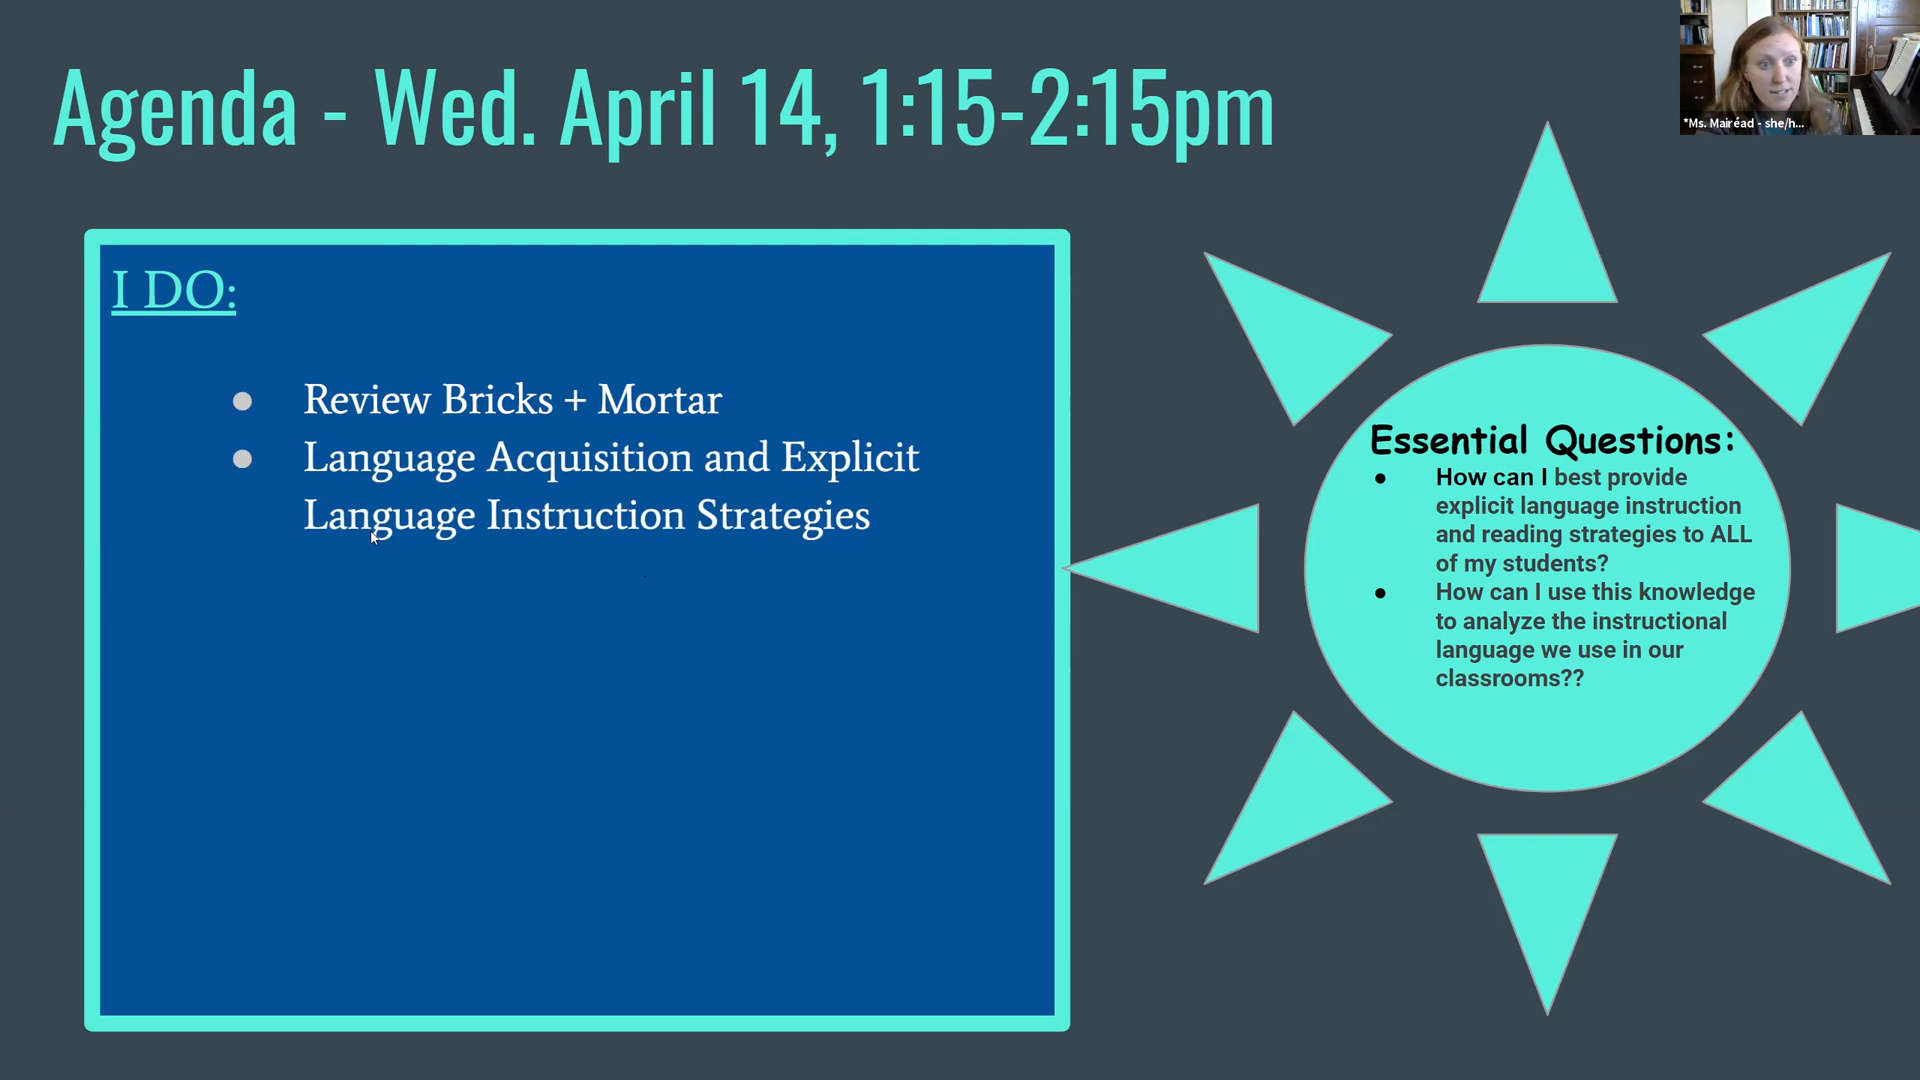 Agenda - Wed. April 14, 1:15-2:15pm
*Ms. Mairéad - she/h...
I DO:
● Review Bricks + Mortar
● Language Acquisition and Explicit
Language Instruction Strategies
Essential Questions:
● How can I best provide
explicit language instruction
and reading strategies to ALL
of my students?
● How can I use this knowledge
to analyze the instructional
language we use in our
classrooms??